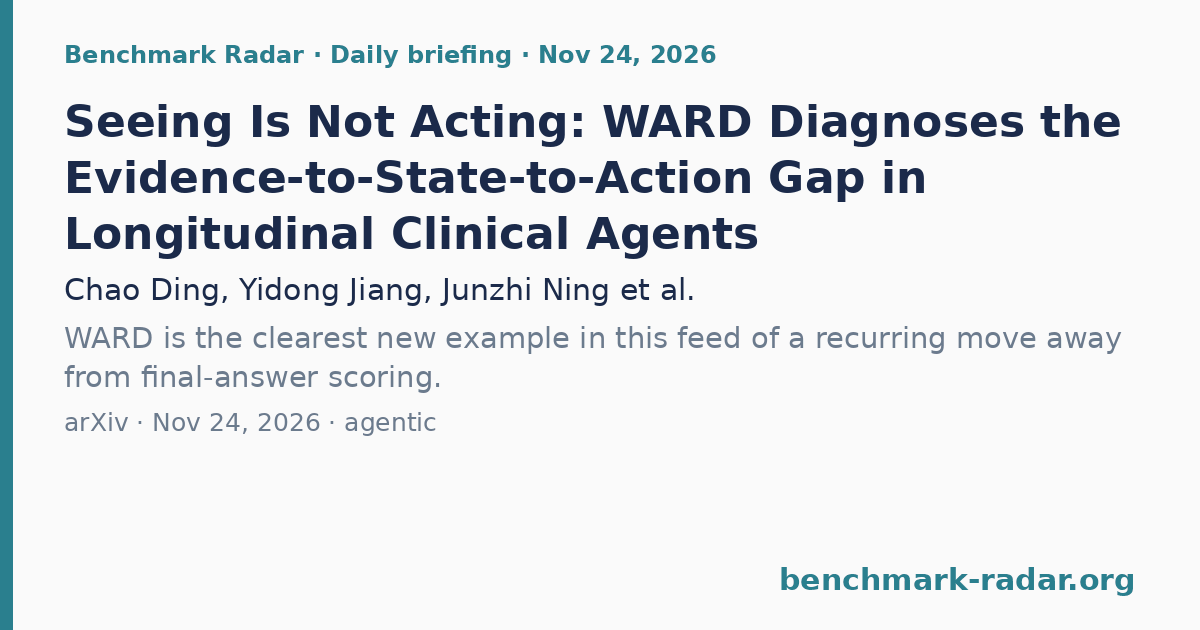 Benchmark Radar · Daily briefing · Nov 24, 2026
Seeing Is Not Acting: WARD Diagnoses the
Evidence-to-State-to-Action Gap in
Longitudinal Clinical Agents
Chao Ding, Yidong Jiang, Junzhi Ning et al.
WARD is the clearest new example in this feed of a recurring move away
from final-answer scoring.
arXiv · Nov 24, 2026 · agentic
benchmark-radar.org